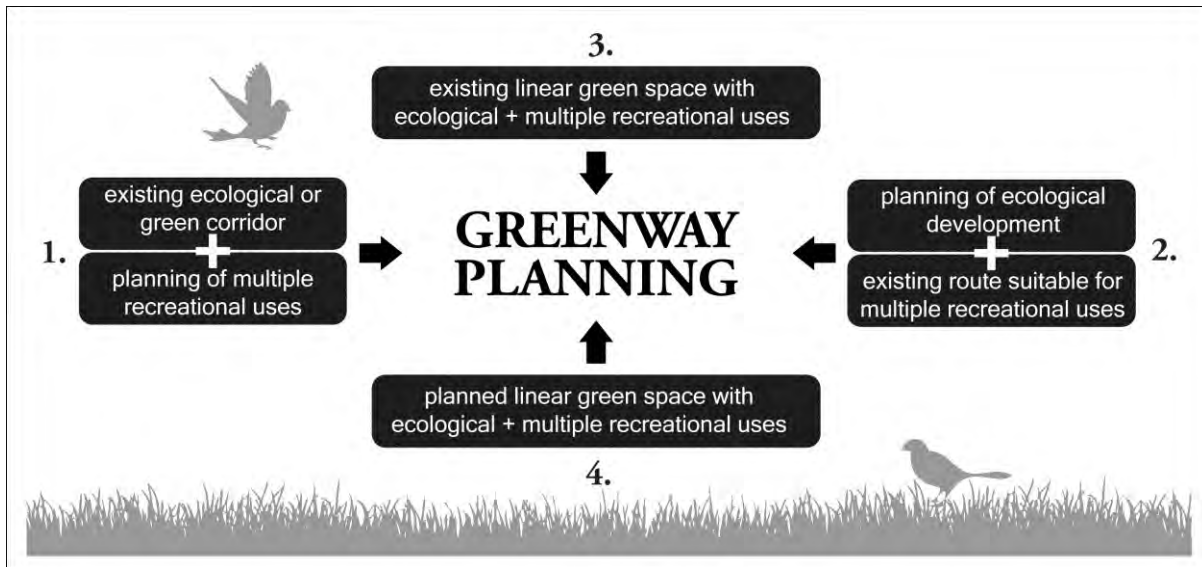 3.
existing linear green space with
ecological + multiple recreational uses
1.
existing ecological or
green corridor
+
planning of multiple
recreational uses
GREENWAY
PLANNING
planning of ecological
development
+
existing route suitable for
multiple recreational uses
2.
planned linear green space with
ecological + multiple recreational uses
4.